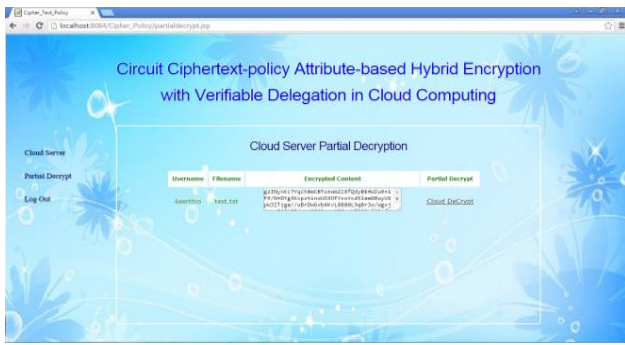 Cipher_Text_Policy
localhost:8084/Cipher_Policy/partialdecrypt.jsp
Circuit Ciphertext-policy Attribute-based Hybrid Encryption
with Verifiable Delegation in Cloud Computing
Cloud Server Partial Decryption
Cloud Server
Partial Decrypt
Log Out
Username Filename Encrypted Content Partial Decrypt
test.txt Cloud DeCrypt